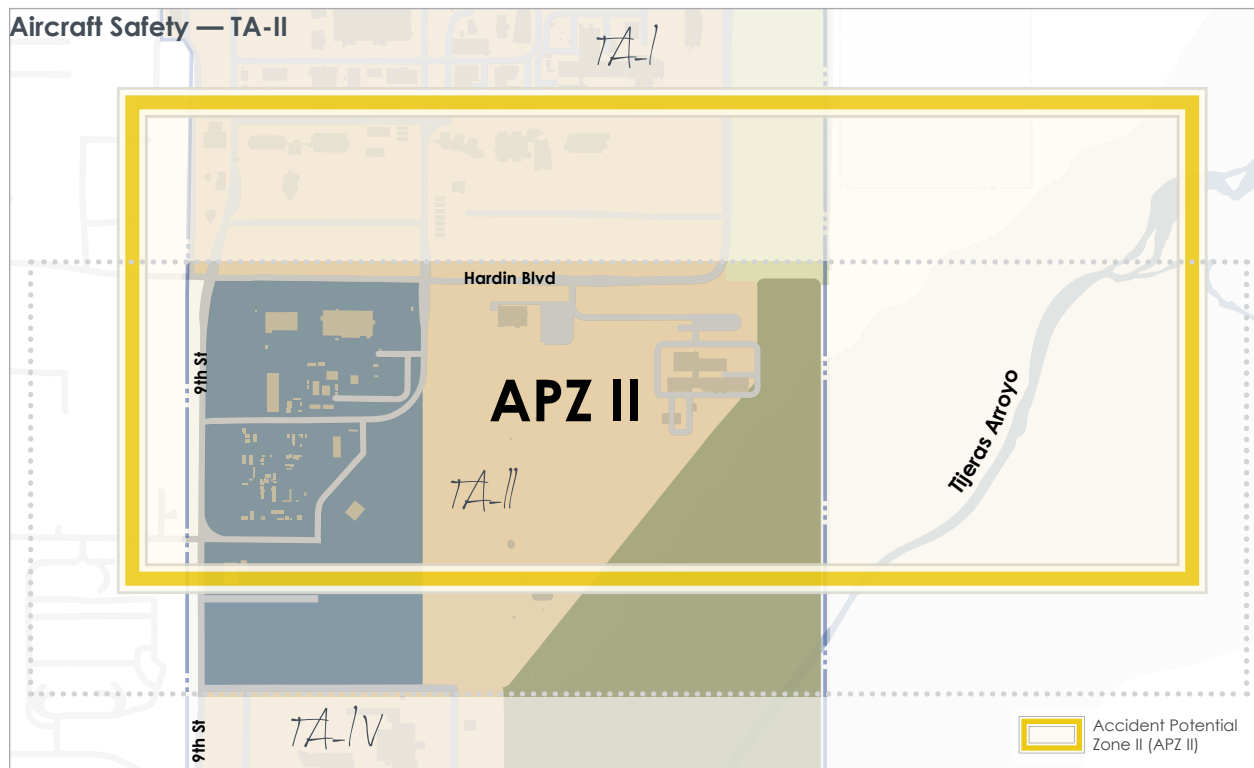 Aircraft Safety — TA-II
TA-I
Hardin Blvd
9th St
APZ II
Tijeras Arroyo
TA-II
TA-IV
9th St
Accident Potential
Zone II (APZ II)